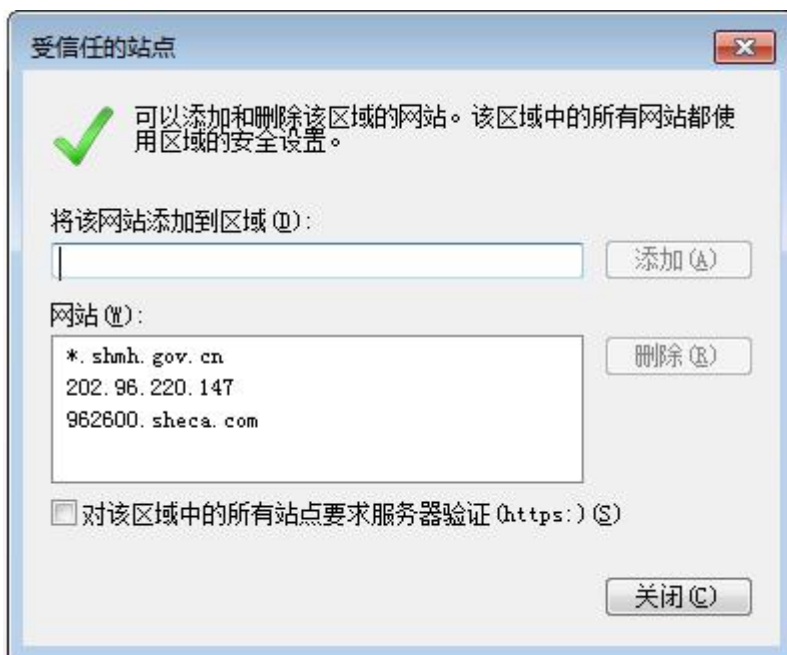 受信任的站点
可以添加和删除该区域的网站。该区域中的所有网站都使
用区域的安全设置。
将该网站添加到区域(D):
添加(A)
网站(W):
*.shmh.gov.cn
202.96.220.147
962600.sheca.com
删除(R)
对该区域中的所有站点要求服务器验证(https:)(S)
关闭(C)